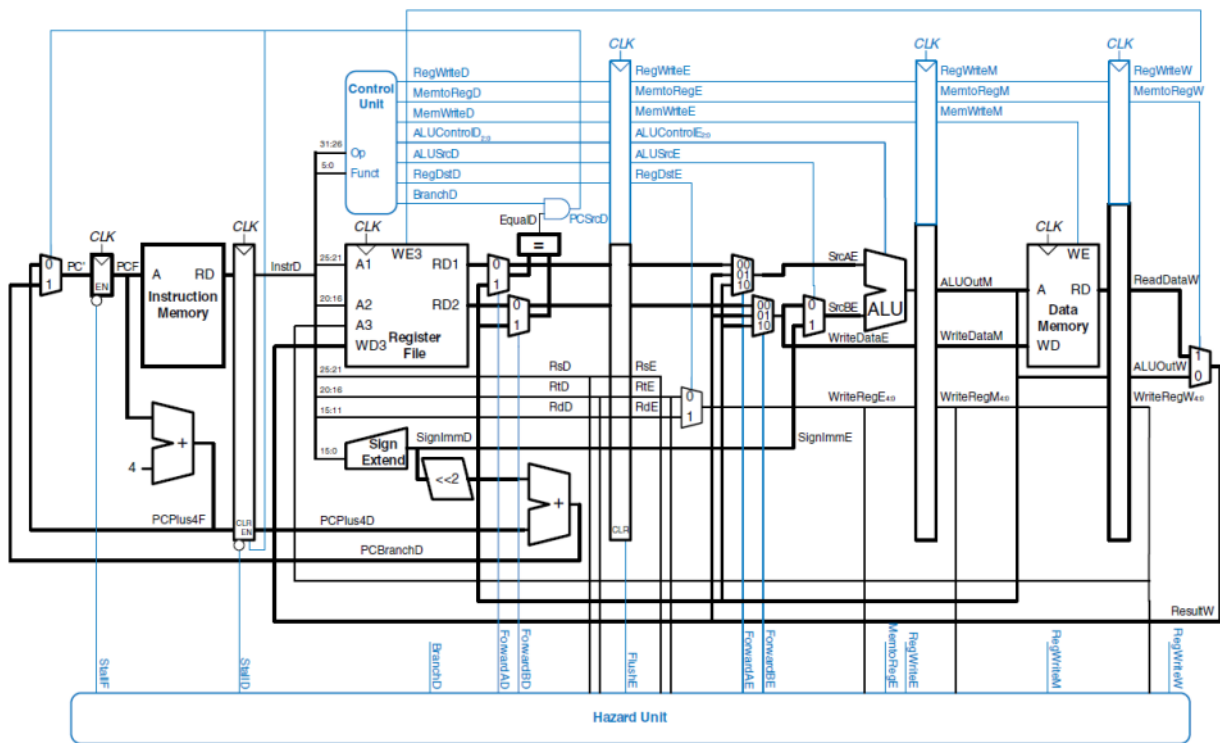 CLK CLK CLK
RegWriteD RegWriteE RegWriteM RegWriteW
Control Unit
MemtoRegD MemtoRegE MemtoRegM MemtoRegW
MemWriteD MemWriteE MemWriteM
ALUControlD2:0 ALUControlE2:0
31:26 Op
ALUSrcD ALUSrcE
5:0 Funct
RegDstD RegDstE
BranchD
EqualD PCSrcD
CLK CLK CLK CLK
0 1 PC' EN PCF
A RD
Instruction Memory
InstrD
25:21 A1 WE3 RD1 0 1
=
00 01 10 SrcAE
WE
20:16 A2 RD2 0 1
00 01 10 0 1 SrcBE
ALU
ALUOutM
A RD
Data Memory
ReadDataW
A3
Register File
WD3
WriteDataE WriteDataM WD
1 0
ALUOutW
25:21 RsD RsE
20:16 RtD RtE 0
WriteRegE4:0 WriteRegM4:0 WriteRegW4:0
15:11 RdD RdE 1
15:0 Sign Extend SignImmD SignImmE
+
4
<<2
+
PCPlus4F CLR EN PCPlus4D CLR
PCBranchD
ResultW
StallF
StallD
BranchD
ForwardAD
ForwardBD
FlushE
ForwardAE
ForwardBE
MemtoRegE
RegWriteE
RegWriteM
RegWriteW
Hazard Unit